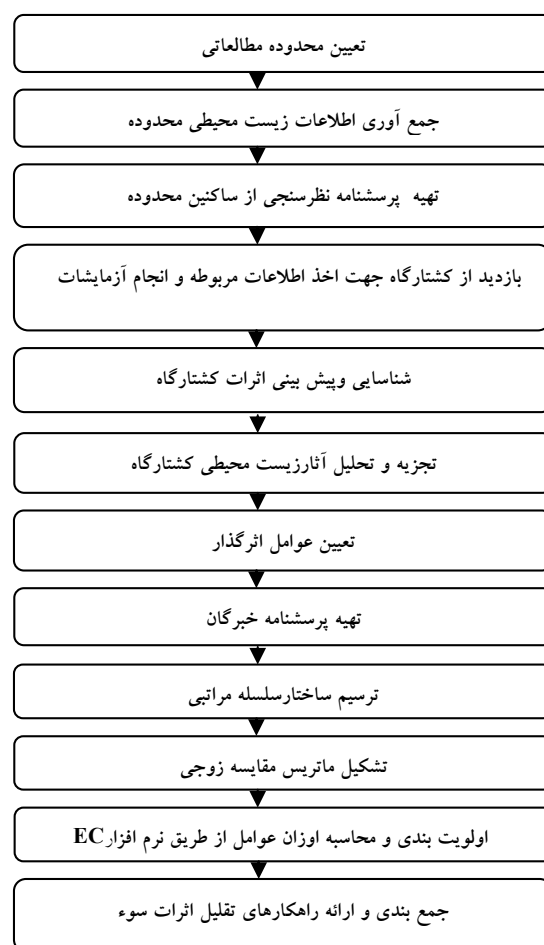 تعیین محدوده مطالعاتی
جمع آوری اطلاعات زیست محیطی محدوده
تهیه پرسشنامه نظرسنجی از ساکنین محدوده
بازدید از کشتارگاه جهت اخذ اطلاعات مربوطه و انجام آزمایشات
شناسایی وپیش بینی اثرات کشتارگاه
تجزیه و تحلیل آثارزیست محیطی کشتارگاه
تعیین عوامل اثرگذار
تهیه پرسشنامه خبرگان
ترسیم ساختارسلسله مراتبی
تشکیل ماتریس مقایسه زوجی
اولویت بندی و محاسبه اوزان عوامل از طریق نرم افزارEC
جمع بندی و ارائه راهکارهای تقلیل اثرات سوء